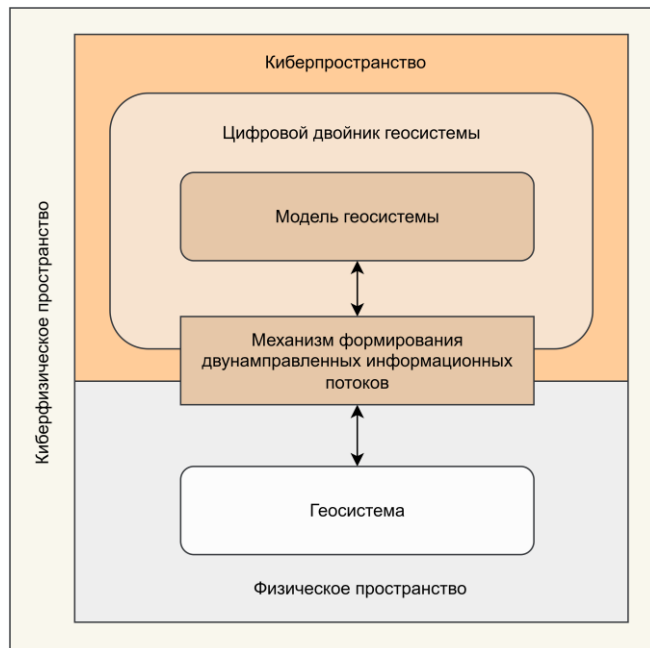 Киберпространство
Цифровой двойник геосистемы
Модель геосистемы
Механизм формирования
двунамправленных информационных
потоков
Геосистема
Физическое пространство
Киберфизическое пространство